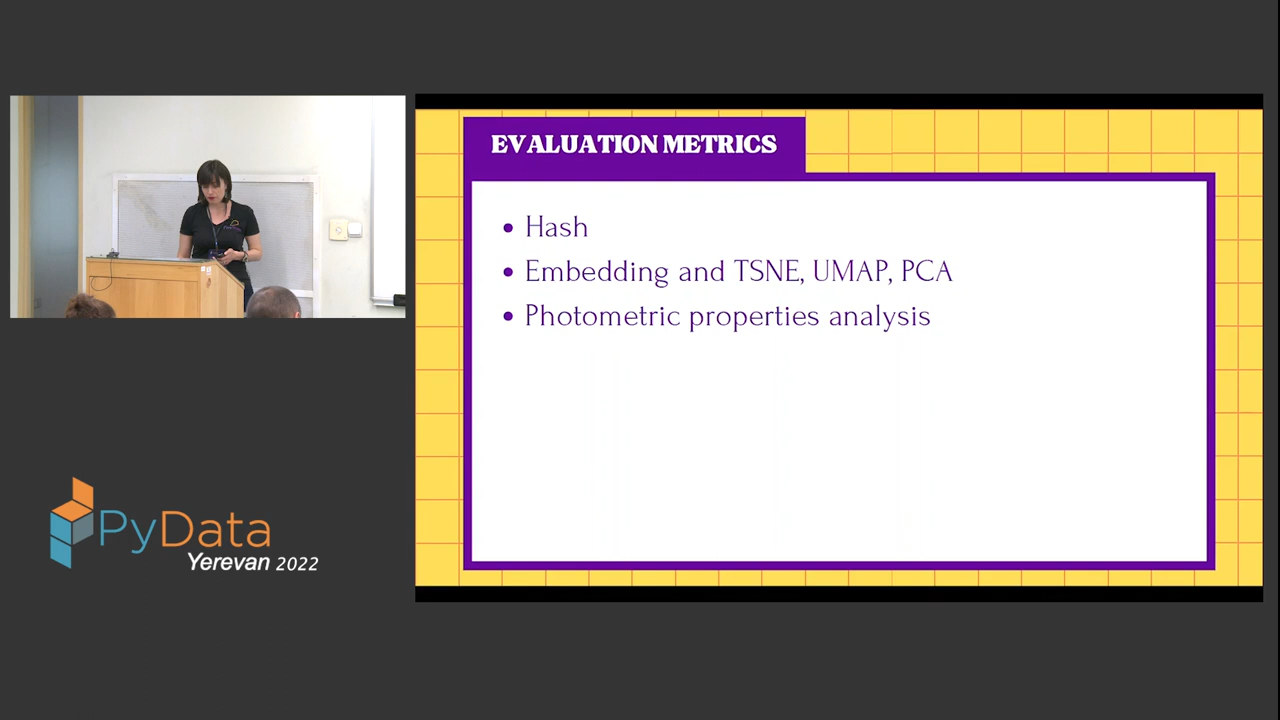 EVALUATION METRICS
Hash
Embedding and TSNE, UMAP, PCA
Photometric properties analysis
PyData
Yerevan 2022